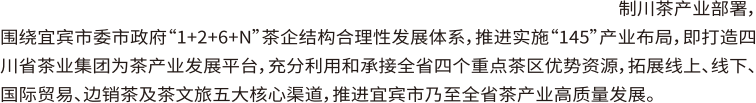 制川茶产业部署，
围绕宜宾市委市政府“1+2+6+N”茶企结构合理性发展体系，推进实施“145”产业布局，即打造四
川省茶业集团为茶产业发展平台，充分利用和承接全省四个重点茶区优势资源，拓展线上、线下、
国际贸易、边销茶及茶文旅五大核心渠道，推进宜宾市乃至全省茶产业高质量发展。